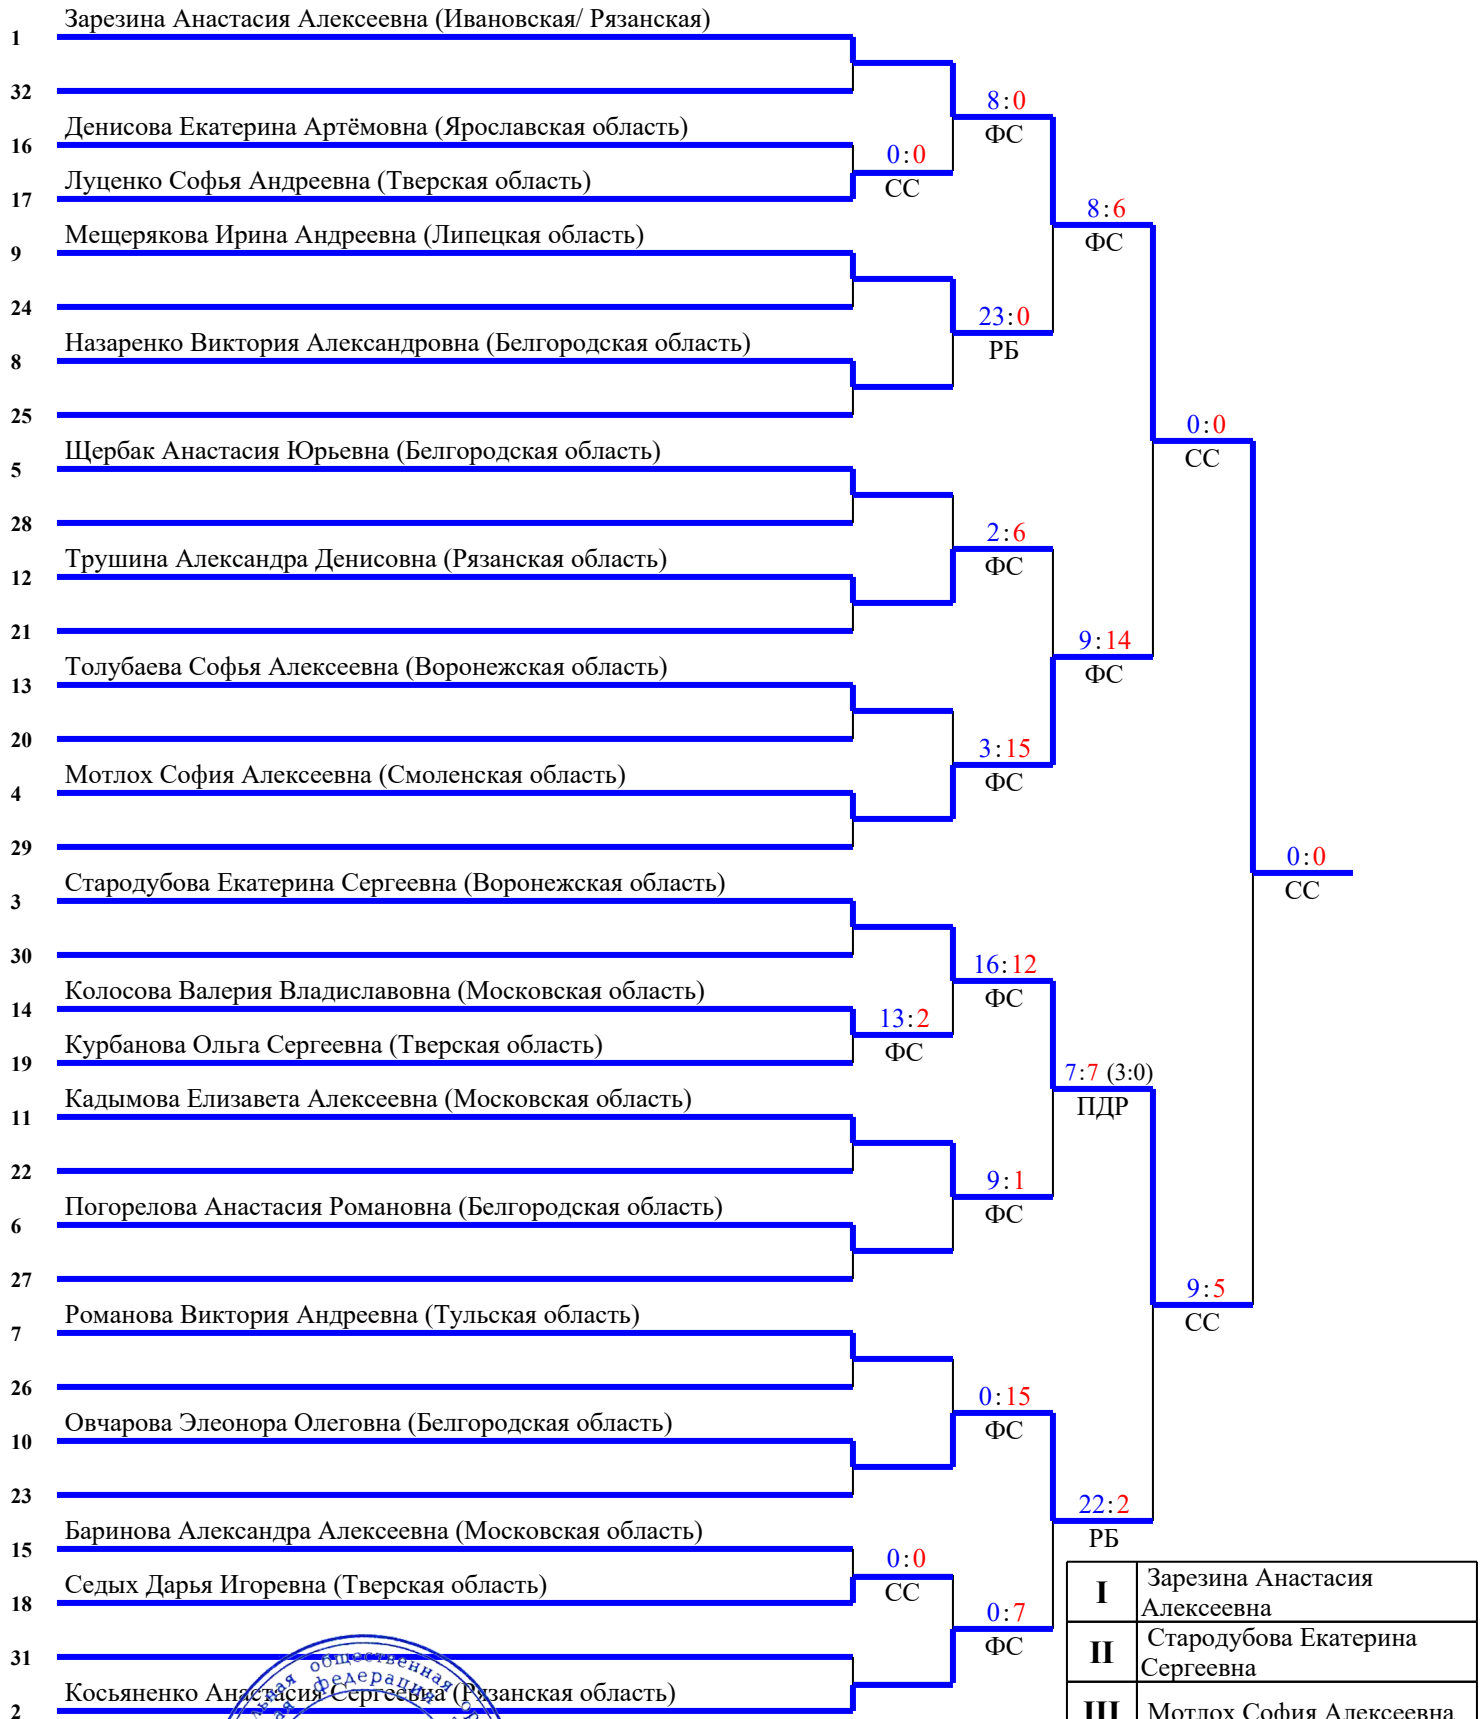 Зарезина Анастасия Алексеевна (Ивановская/ Рязанская)
1
32
8:0
ФС
Денисова Екатерина Артёмовна (Ярославская область)
16
0:0
СС
Луценко Софья Андреевна (Тверская область)
17
8:6
ФС
Мещерякова Ирина Андреевна (Липецкая область)
9
24
23:0
РБ
Назаренко Виктория Александровна (Белгородская область)
8
25
0:0
СС
Щербак Анастасия Юрьевна (Белгородская область)
5
28
2:6
ФС
Трушина Александра Денисовна (Рязанская область)
12
21
9:14
ФС
Толубаева Софья Алексеевна (Воронежская область)
13
20
3:15
ФС
Мотлох София Алексеевна (Смоленская область)
4
29
0:0
СС
Стародубова Екатерина Сергеевна (Воронежская область)
3
30
16:12
ФС
Колосова Валерия Владиславовна (Московская область)
14
13:2
ФС
Курбанова Ольга Сергеевна (Тверская область)
19
7:7 (3:0)
ПДР
Кадымова Елизавета Алексеевна (Московская область)
11
22
9:1
ФС
Погорелова Анастасия Романовна (Белгородская область)
6
27
9:5
СС
Романова Виктория Андреевна (Тульская область)
7
26
0:15
ФС
Овчарова Элеонора Олеговна (Белгородская область)
10
23
22:2
РБ
Баринова Александра Алексеевна (Московская область)
15
0:0
СС
Седых Дарья Игоревна (Тверская область)
18
0:7
ФС
31
Косьяненко Анастасия Сергеевна (Рязанская область)
2
I Зарезина Анастасия
Алексеевна
II Стародубова Екатерина
Сергеевна
III Мотлох София Алексеевна
общественная
федерация